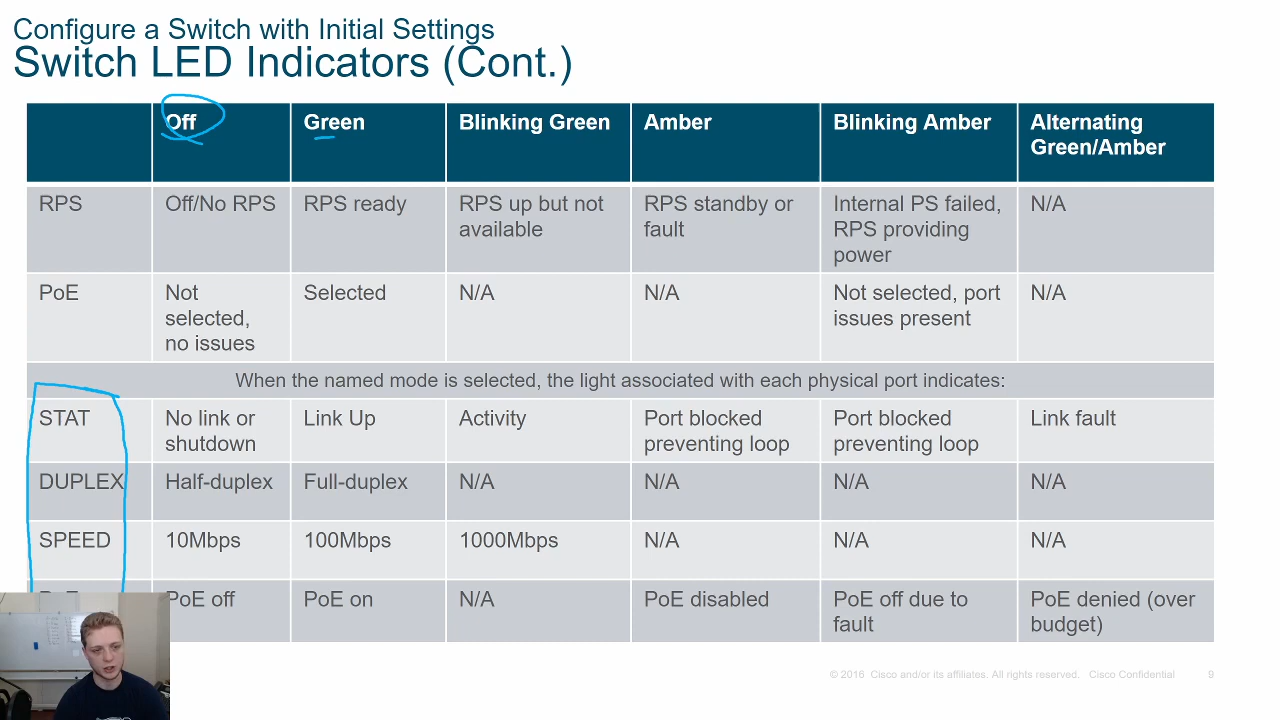 Configure a Switch with Initial Settings
Switch LED Indicators (Cont.)
Off
Green
Blinking Green
Amber
Blinking Amber
Alternating
Green/Amber
RPS
Off/No RPS
RPS ready
RPS up but not
available
RPS standby or
fault
Internal PS failed,
RPS providing
power
N/A
PoE
Not
selected,
no issues
Selected
N/A
N/A
Not selected, port
issues present
N/A
When the named mode is selected, the light associated with each physical port indicates:
STAT
No link or
shutdown
Link Up
Activity
Port blocked
preventing loop
Port blocked
preventing loop
Link fault
DUPLEX
Half-duplex
Full-duplex
N/A
N/A
N/A
N/A
SPEED
10Mbps
100Mbps
1000Mbps
N/A
N/A
N/A
PoE off
PoE on
N/A
PoE disabled
PoE off due to
fault
PoE denied (over
budget)
© 2016 Cisco and/or its affiliates. All rights reserved. Cisco Confidential
9